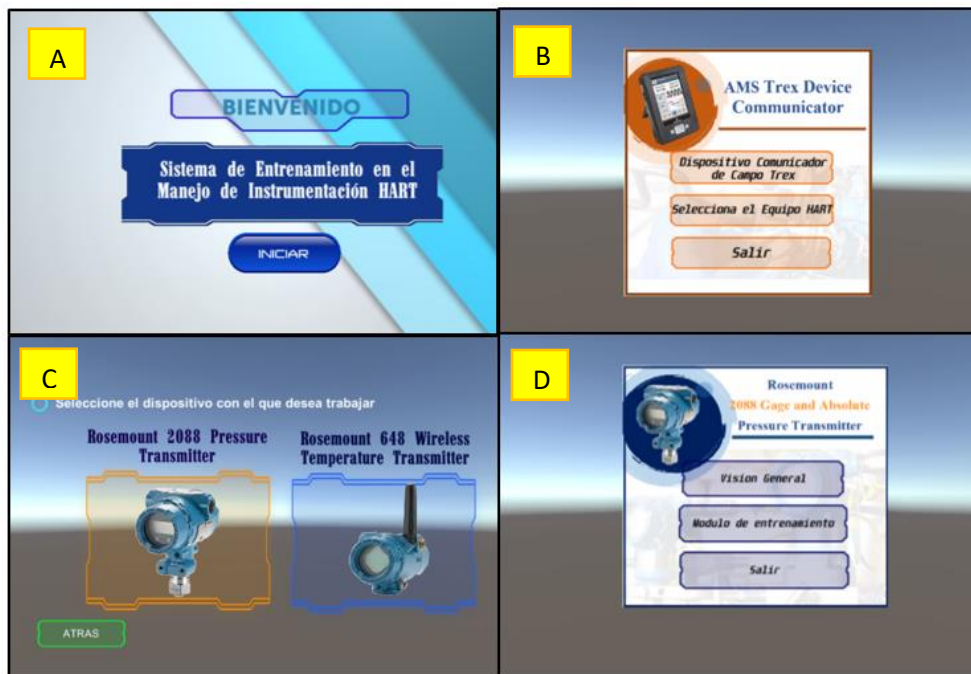 A
BIENVENIDO
Sistema de Entrenamiento en el
Manejo de Instrumentación HART
INICIAR
B
AMS Trex Device
Communicator
Dispositivo Comunicador
de Campo Trex
Selecciona el Equipo HART
Salir
C
Seleccione el dispositivo con el que desea trabajar
Rosemount 2088 Pressure
Transmitter
Rosemount 648 Wireless
Temperature Transmitter
ATRAS
D
Rosemount
2088 Gage and Absolute
Pressure Transmitter
Vision General
Modulo de entrenamiento
Salir